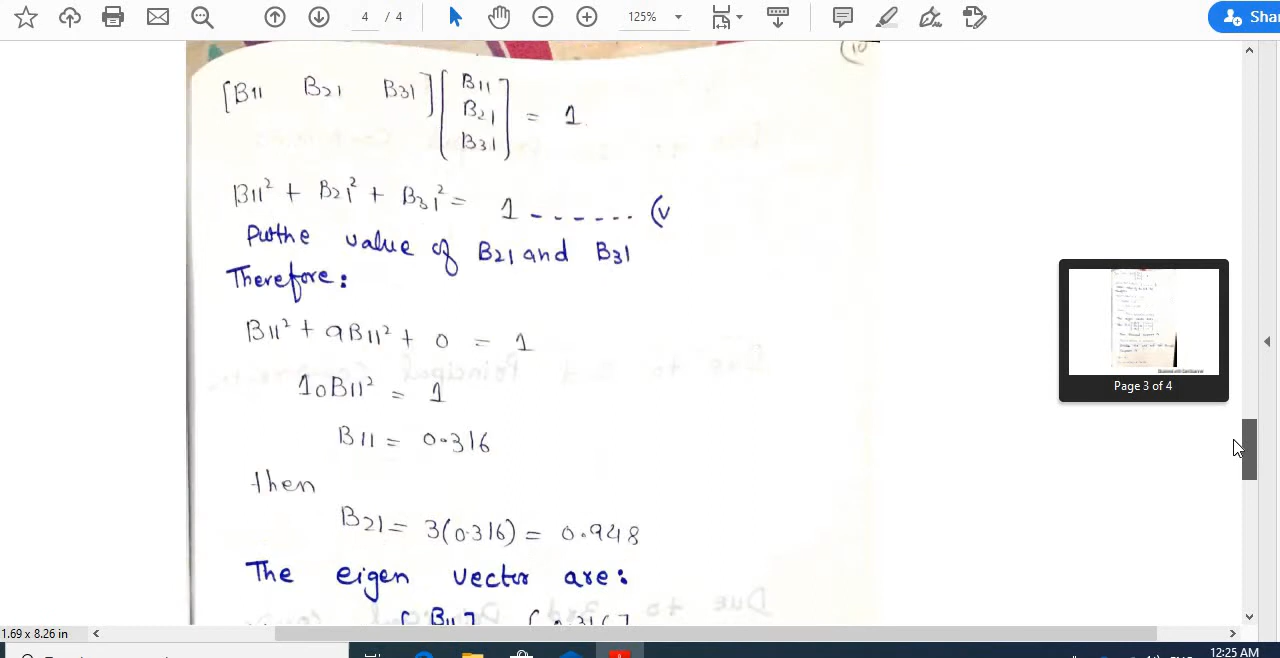 4 / 4
125%
Shar
[B11 B21 B31] [B11
B21
B31] = 1
B11² + B21² + B31² = 1 ------- (v
Put the value of B21 and B31
Therefore:
B11² + 9B11² + 0 = 1
10B11² = 1
B11 = 0.316
then
B21 = 3(0.316) = 0.948
The eigen vector are:
Page 3 of 4
1.69 x 8.26 in
12:25 AM